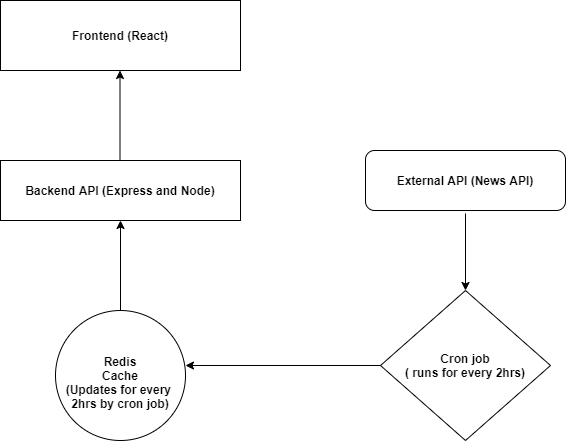 Frontend (React)
Backend API (Express and Node)
External API (News API)
Redis
Cache
(Updates for every
2hrs by cron job)
Cron job
( runs for every 2hrs)